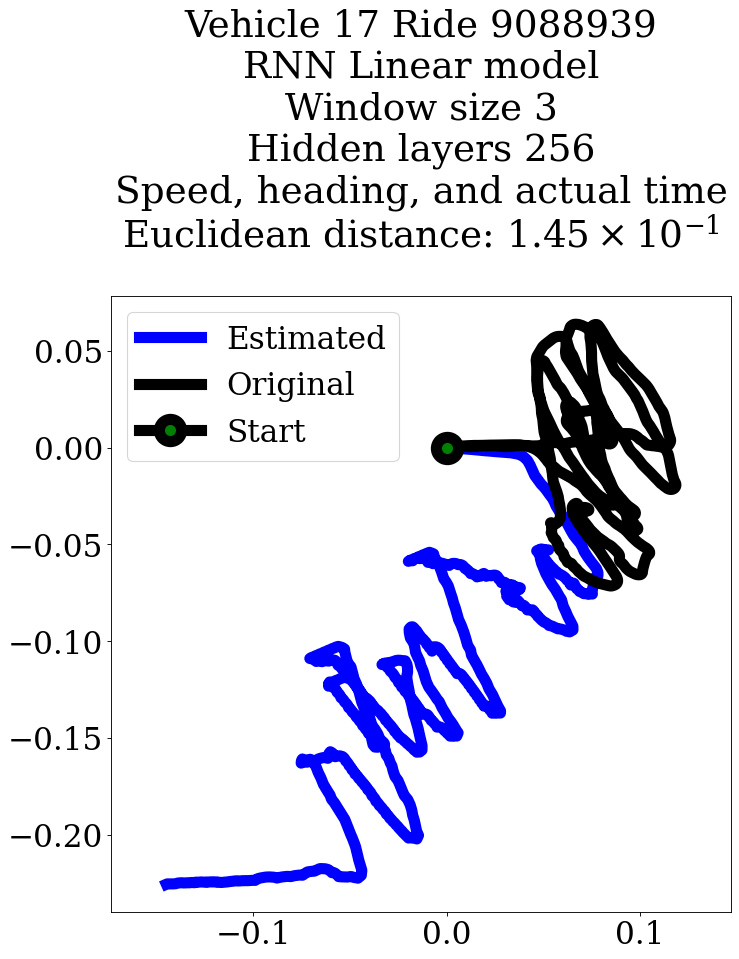 Vehicle 17 Ride 9088939
RNN Linear model
Window size 3
Hidden layers 256
Speed, heading, and actual time
Euclidean distance: 1.45 × 10⁻¹
Estimated
Original
Start
0.05
0.00
−0.05
−0.10
−0.15
−0.20
−0.1 0.0 0.1